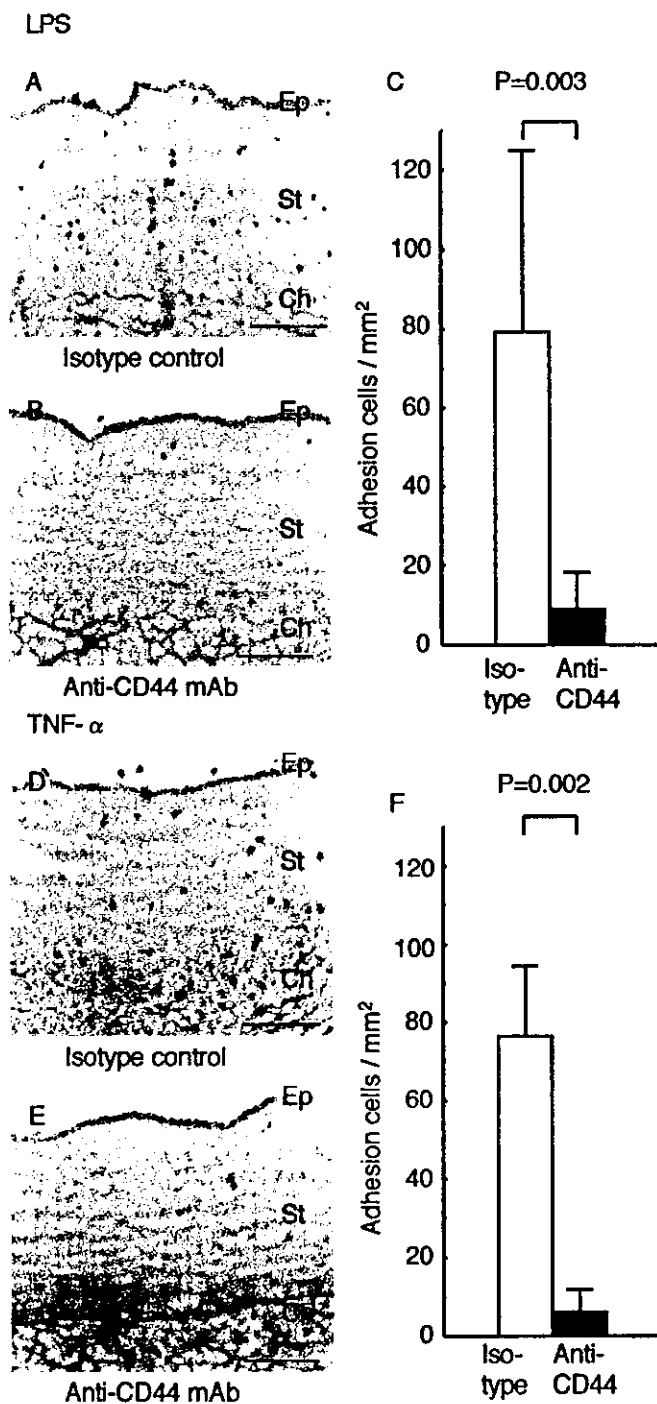 LPS
A
Ep
St
Ch
Isotype control
B
Ep
St
Ch
Anti-CD44 mAb
C
P=0.003
Adhesion cells / mm²
120
100
80
60
40
20
0
Iso-
type
Anti-
CD44
TNF- α
D
Ep
St
Ch
Isotype control
E
Ep
St
Anti-CD44 mAb
F
P=0.002
Adhesion cells / mm²
120
100
80
60
40
20
0
Iso-
type
Anti-
CD44